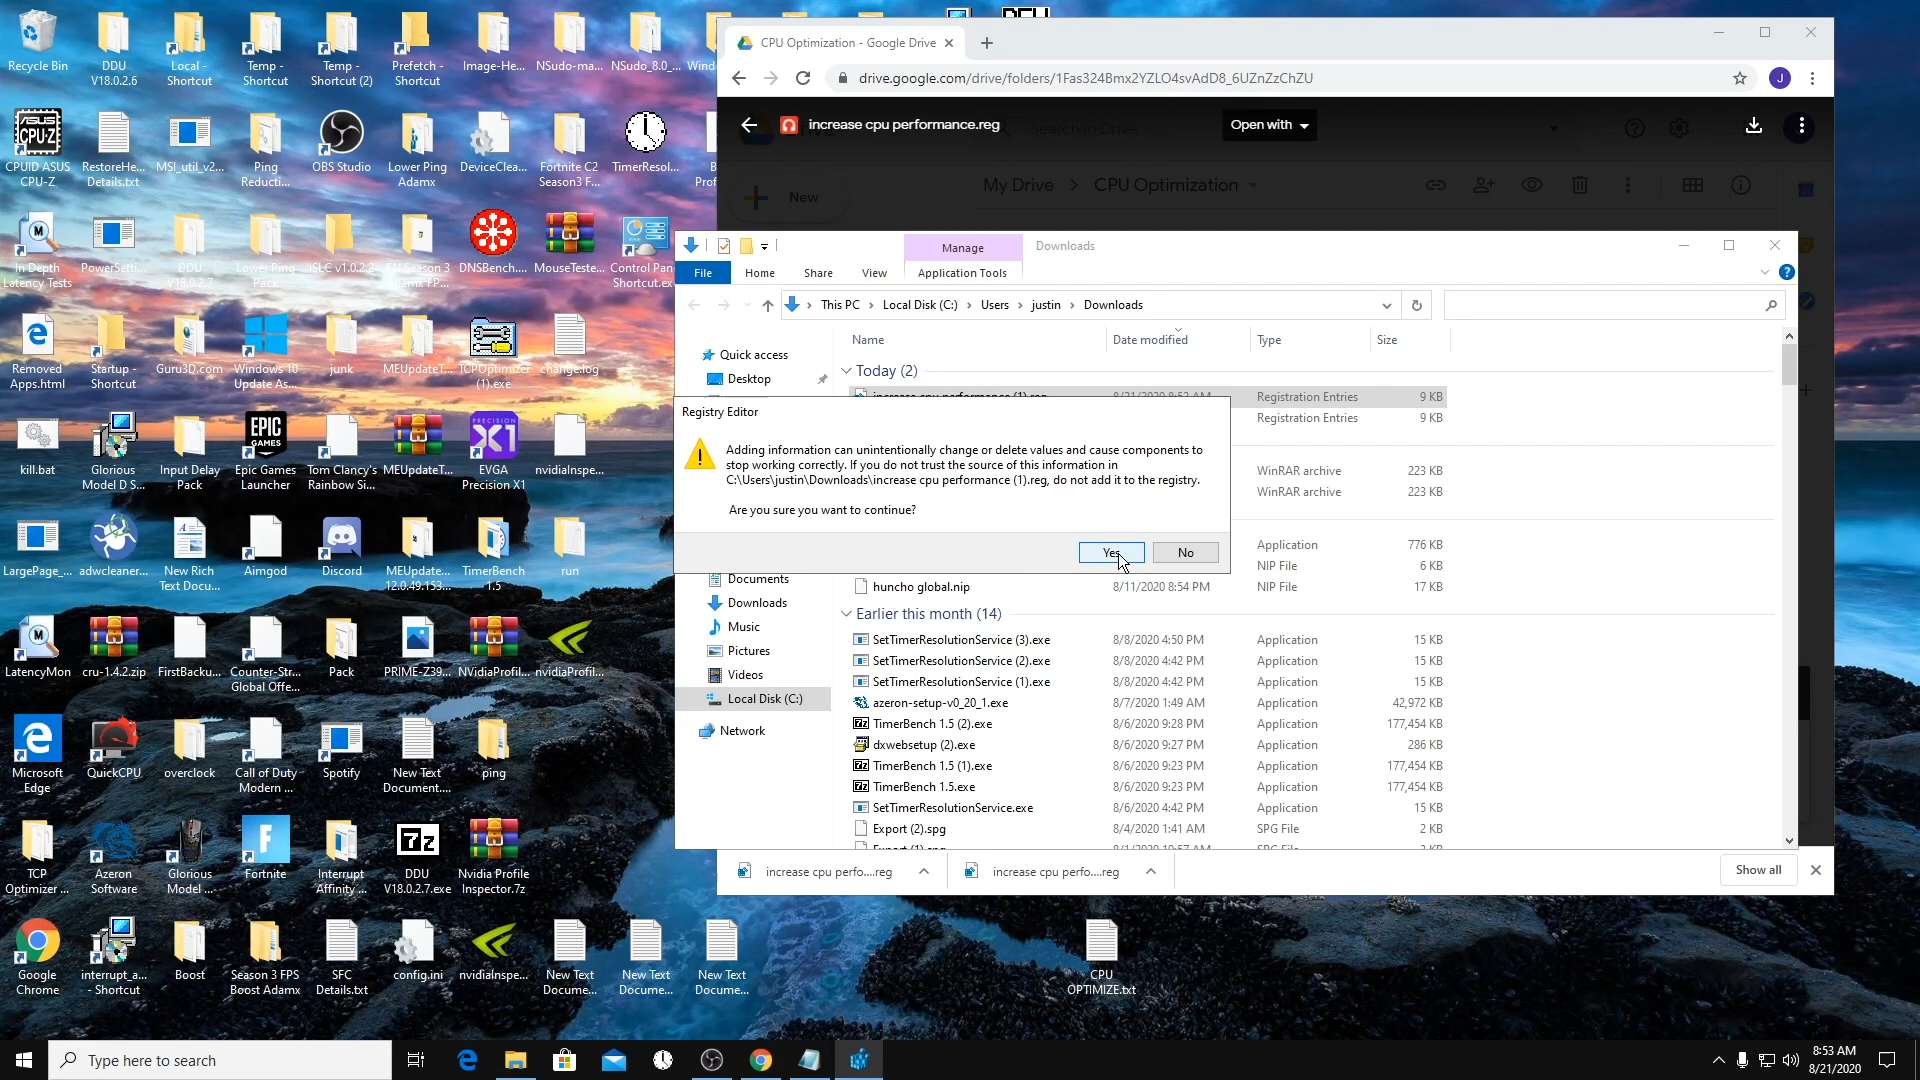 Recycle Bin
DDU V18.0.2.6
Local - Shortcut
Temp - Shortcut
Temp - Shortcut (2)
Prefetch - Shortcut
Image-He...
NSudo-ma...
NSudo_8.0_...
CPUID ASUS CPU-Z
RestoreHe... Details.txt
MSI_util_v2...
Ping Reducti...
OBS Studio
Lower Ping Adamx
DeviceClea...
Fortnite C2 Season3 F...
TimerResol...
In Depth Latency Tests
PowerSetti...
DDU V18.0.2.7
Lower Ping Pack
ISLC v1.0.2.2
DNSBench....
MouseTeste...
Control Pan
Shortcut.ex
Removed Apps.html
Startup - Shortcut
Guru3D.com
Windows 10 Update As...
junk
MEUpdateT...
TCPOptimizer (1).exe
change.log
kill.bat
Glorious Model D S...
Input Delay Pack
Epic Games Launcher
Tom Clancy's Rainbow Si...
MEUpdateT...
EVGA Precision X1
nvidiaInspe...
LargePage_...
adwcleaner...
New Rich Text Docu...
Aimgod
Discord
MEUpdate... 12.0.49.153...
TimerBench 1.5
run
LatencyMon
cru-1.4.2.zip
FirstBacku...
Counter-Str... Global Offe...
Pack
PRIME-Z39...
NVidiaProfil...
nvidiaProfil...
Microsoft Edge
QuickCPU
overclock
Call of Duty Modern ...
Spotify
New Text Document....
ping
TCP Optimizer ...
Azeron Software
Glorious Model ...
Fortnite
Interrupt Affinity ...
DDU V18.0.2.7.exe
Nvidia Profile Inspector.7z
Google Chrome
interrupt_a... - Shortcut
Boost
Season 3 FPS Boost Adamx
SFC Details.txt
config.ini
nvidiaInspe...
New Text Docume...
New Text Docume...
New Text Docume...
CPU OPTIMIZE.txt
CPU Optimization - Google Drive
drive.google.com/drive/folders/1Fas324Bmx2YZLO4svAdD8_6UZnZzChZU
J
increase cpu performance.reg
Open with
Search in Drive
New
My Drive > CPU Optimization
Manage
Downloads
File Home Share View Application Tools
This PC > Local Disk (C:) > Users > justin > Downloads
Name Date modified Type Size
Quick access
Desktop
Documents
Downloads
Music
Pictures
Videos
Local Disk (C:)
Network
Today (2)
increase cpu performance (1).reg 8/21/2020 8:53 AM Registration Entries 9 KB
Registration Entries 9 KB
WinRAR archive 223 KB
WinRAR archive 223 KB
Application 776 KB
NIP File 6 KB
huncho global.nip 8/11/2020 8:54 PM NIP File 17 KB
Earlier this month (14)
SetTimerResolutionService (3).exe 8/8/2020 4:50 PM Application 15 KB
SetTimerResolutionService (2).exe 8/8/2020 4:42 PM Application 15 KB
SetTimerResolutionService (1).exe 8/8/2020 4:42 PM Application 15 KB
azeron-setup-v0_20_1.exe 8/7/2020 1:49 AM Application 42,972 KB
TimerBench 1.5 (2).exe 8/6/2020 9:28 PM Application 177,454 KB
dxwebsetup (2).exe 8/6/2020 9:27 PM Application 286 KB
TimerBench 1.5 (1).exe 8/6/2020 9:23 PM Application 177,454 KB
TimerBench 1.5.exe 8/6/2020 9:23 PM Application 177,454 KB
SetTimerResolutionService.exe 8/6/2020 4:42 PM Application 15 KB
Export (2).spg 8/4/2020 1:41 AM SPG File 2 KB
Registry Editor
Adding information can unintentionally change or delete values and cause components to
stop working correctly. If you do not trust the source of this information in
C:\Users\justin\Downloads\increase cpu performance (1).reg, do not add it to the registry.
Are you sure you want to continue?
Yes No
increase cpu perfo....reg
increase cpu perfo....reg
Show all
Type here to search
8:53 AM
8/21/2020